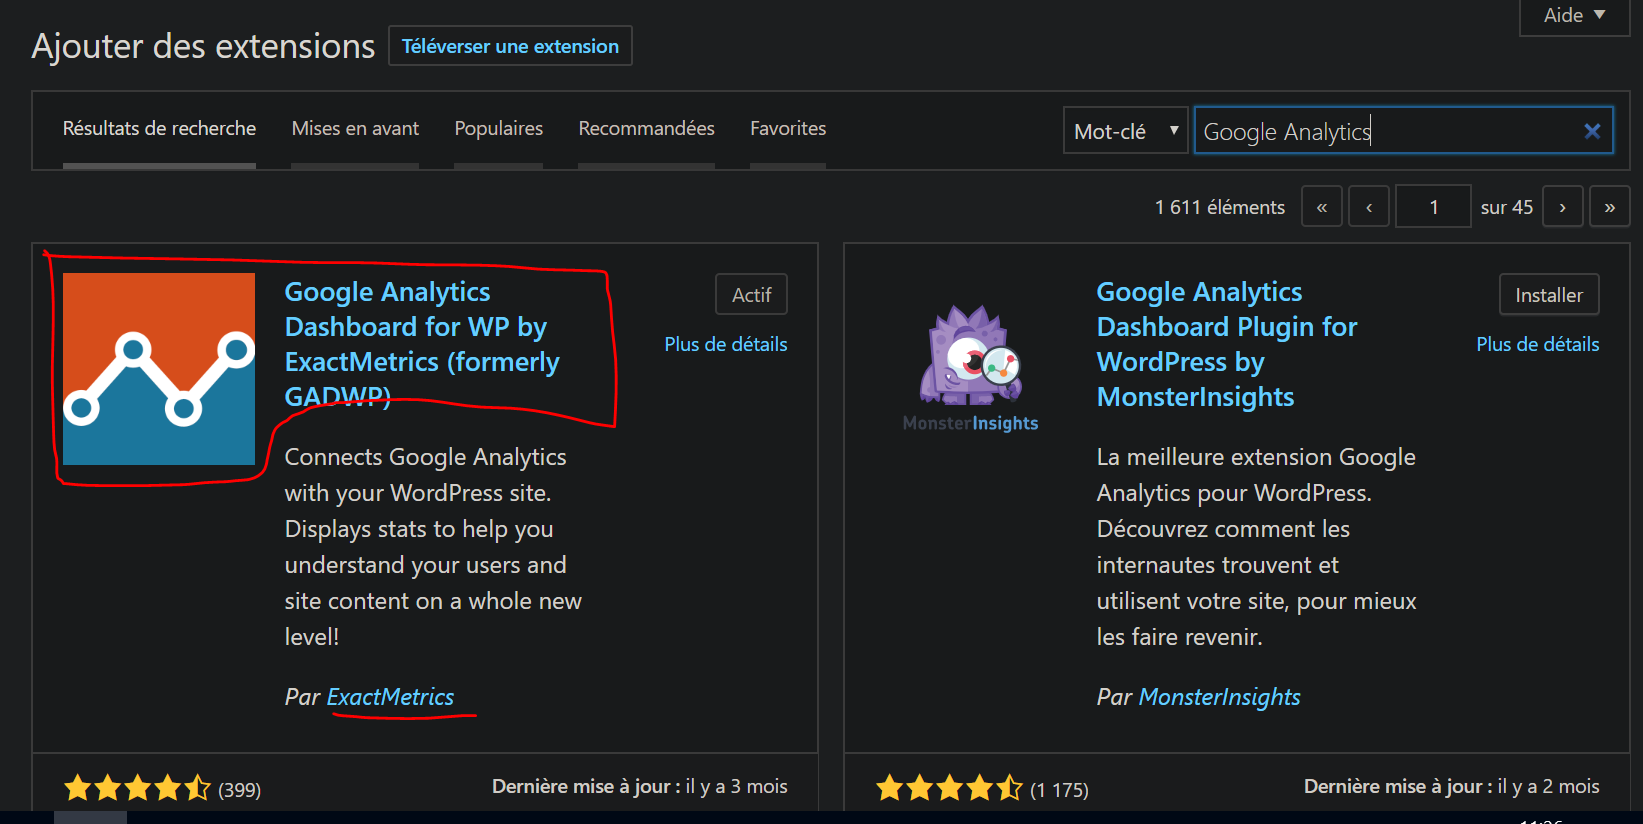 Aide ▼
Ajouter des extensions
Téléverser une extension
Résultats de recherche
Mises en avant
Populaires
Recommandées
Favorites
Mot-clé ▼
Google Analytics
1 611 éléments
« ‹ 1 sur 45 › »
Google Analytics
Dashboard for WP by
ExactMetrics (formerly
GADWP)
Actif
Plus de détails
Connects Google Analytics
with your WordPress site.
Displays stats to help you
understand your users and
site content on a whole new
level!
Par ExactMetrics
(399)
Dernière mise à jour : il y a 3 mois
MonsterInsights
Google Analytics
Dashboard Plugin for
WordPress by
MonsterInsights
Installer
Plus de détails
La meilleure extension Google
Analytics pour WordPress.
Découvrez comment les
internautes trouvent et
utilisent votre site, pour mieux
les faire revenir.
Par MonsterInsights
(1 175)
Dernière mise à jour : il y a 2 mois